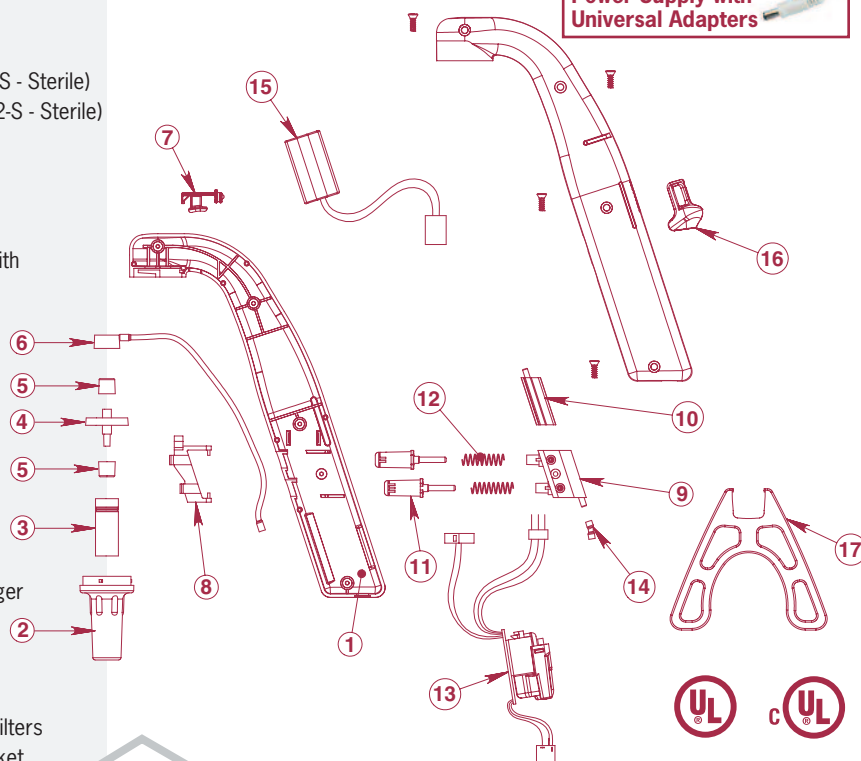 Power Supply with
Universal Adapters
S - Sterile)
2-S - Sterile)
ith
ger
ilters
ket
15
7
16
6
5
4
5
3
2
8
1
12
11
10
9
14
13
17
UL
®
C UL
®